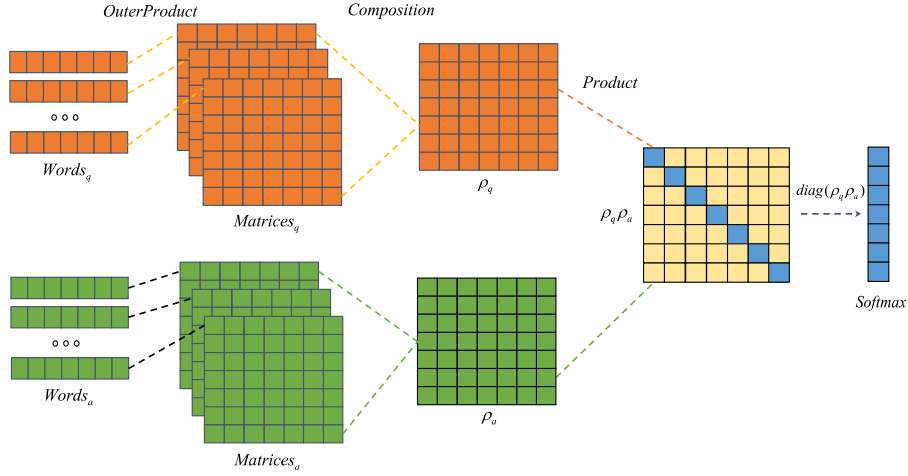 OuterProduct
Composition
Words_q
Matrices_q
ρ_q
Product
ρ_qρ_a
diag(ρ_qρ_a)
Softmax
Words_a
Matrices_a
ρ_a